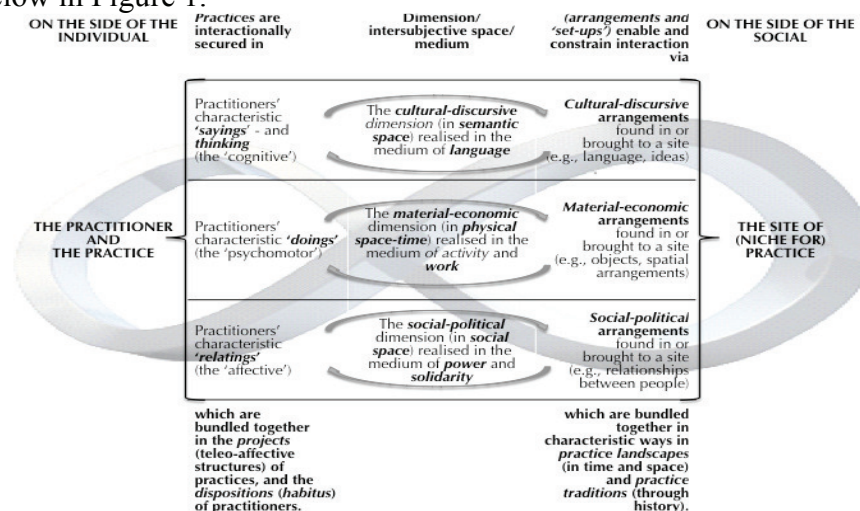 elow in Figure 1.
ON THE SIDE OF THE
INDIVIDUAL
Practices are
interactionally
secured in
Dimension/
intersubjective space/
medium
(arrangements and
‘set-ups’) enable and
constrain interaction
via
ON THE SIDE OF THE
SOCIAL
THE PRACTITIONER
AND
THE PRACTICE
Practitioners’
characteristic
‘sayings’ - and
thinking
(the ‘cognitive’)
The cultural-discursive
dimension (in semantic
space) realised in the
medium of language
Cultural-discursive
arrangements
found in or
brought to a site
(e.g., language, ideas)
Practitioners’
characteristic ‘doings’
(the ‘psychomotor’)
The material-economic
dimension (in physical
space-time) realised in the
medium of activity and
work
Material-economic
arrangements
found in or
brought to a site
(e.g., objects, spatial
arrangements)
Practitioners’
characteristic
‘relatings’
(the ‘affective’)
The social-political
dimension (in social
space) realised in the
medium of power and
solidarity
Social-political
arrangements
found in or
brought to a site
(e.g., relationships
between people)
THE SITE OF
(NICHE FOR)
PRACTICE
which are
bundled together
in the projects
(teleo-affective
structures) of
practices, and the
dispositions (habitus)
of practitioners.
which are bundled
together in
characteristic ways in
practice landscapes
(in time and space)
and practice
traditions (through
history).